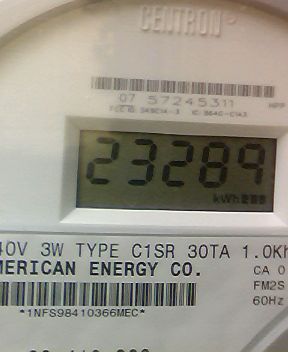 CENTRON
07 57245311
23289
kWh
40V 3W TYPE C1SR 30TA 1.0Kh
MERICAN ENERGY CO.
CA 0
FM2S
60Hz
*1NFS98410366MEC*